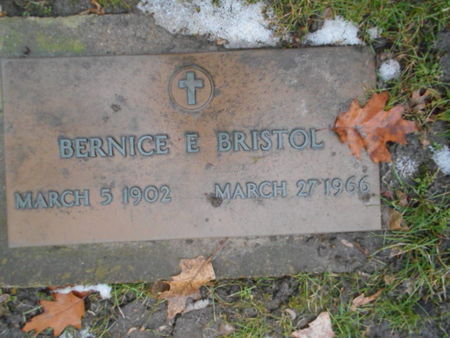 BERNICE E BRISTOL
MARCH 5 1902 MARCH 27 1966